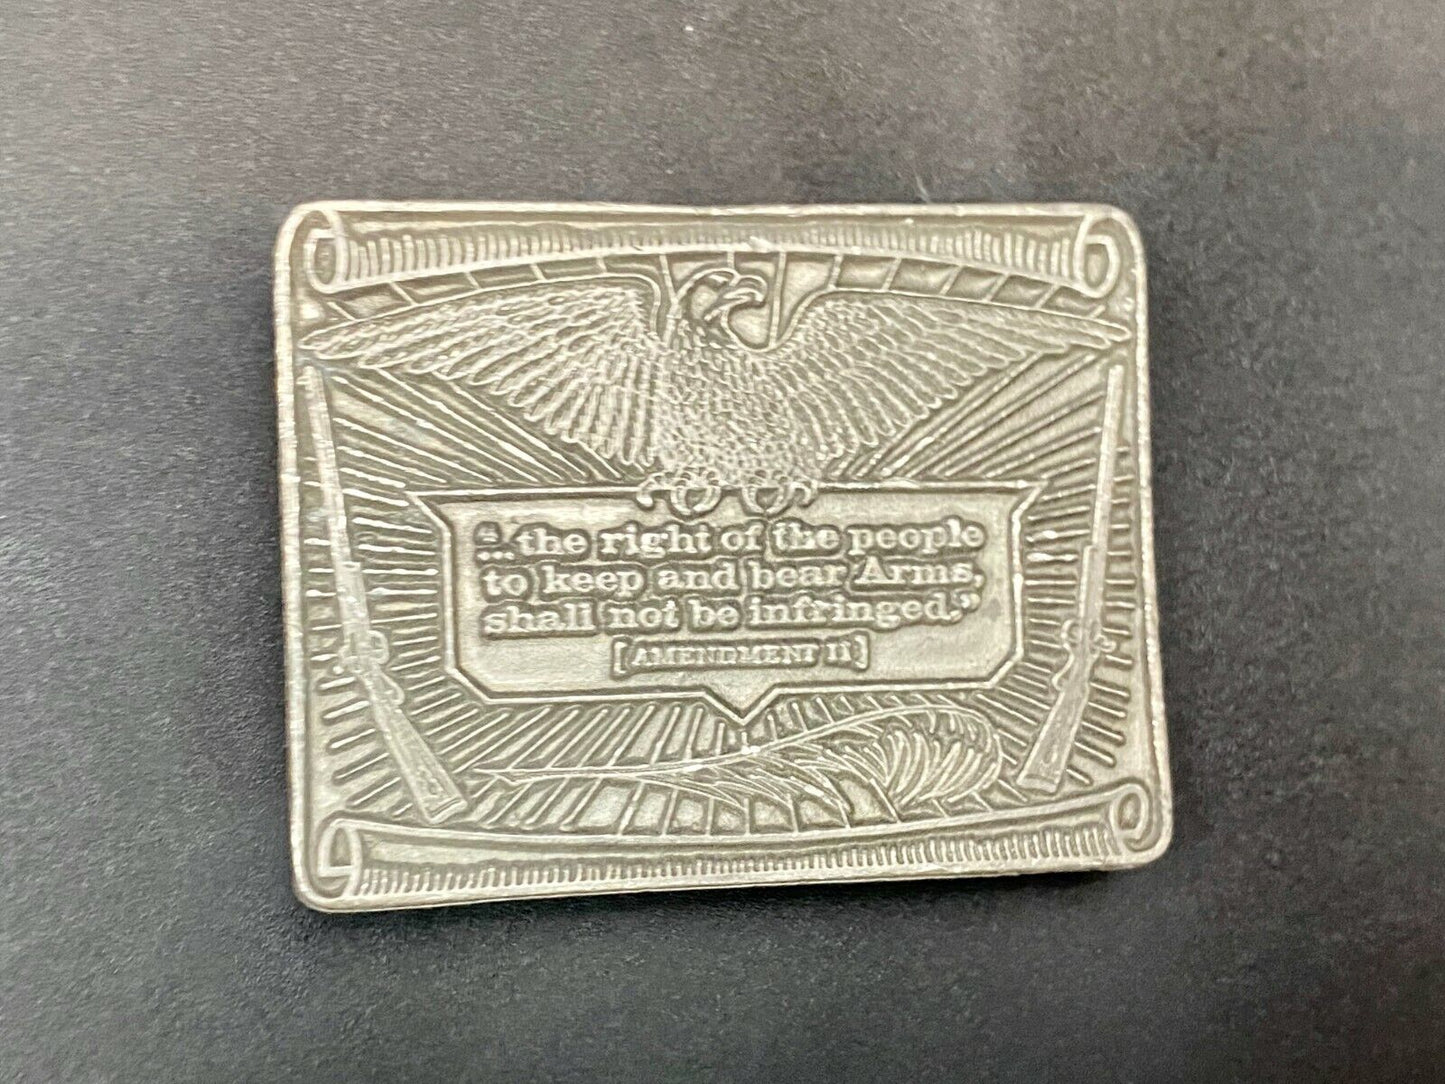 "...the right of the people
to keep and bear Arms,
shall not be infringed."
[AMENDMENT II]